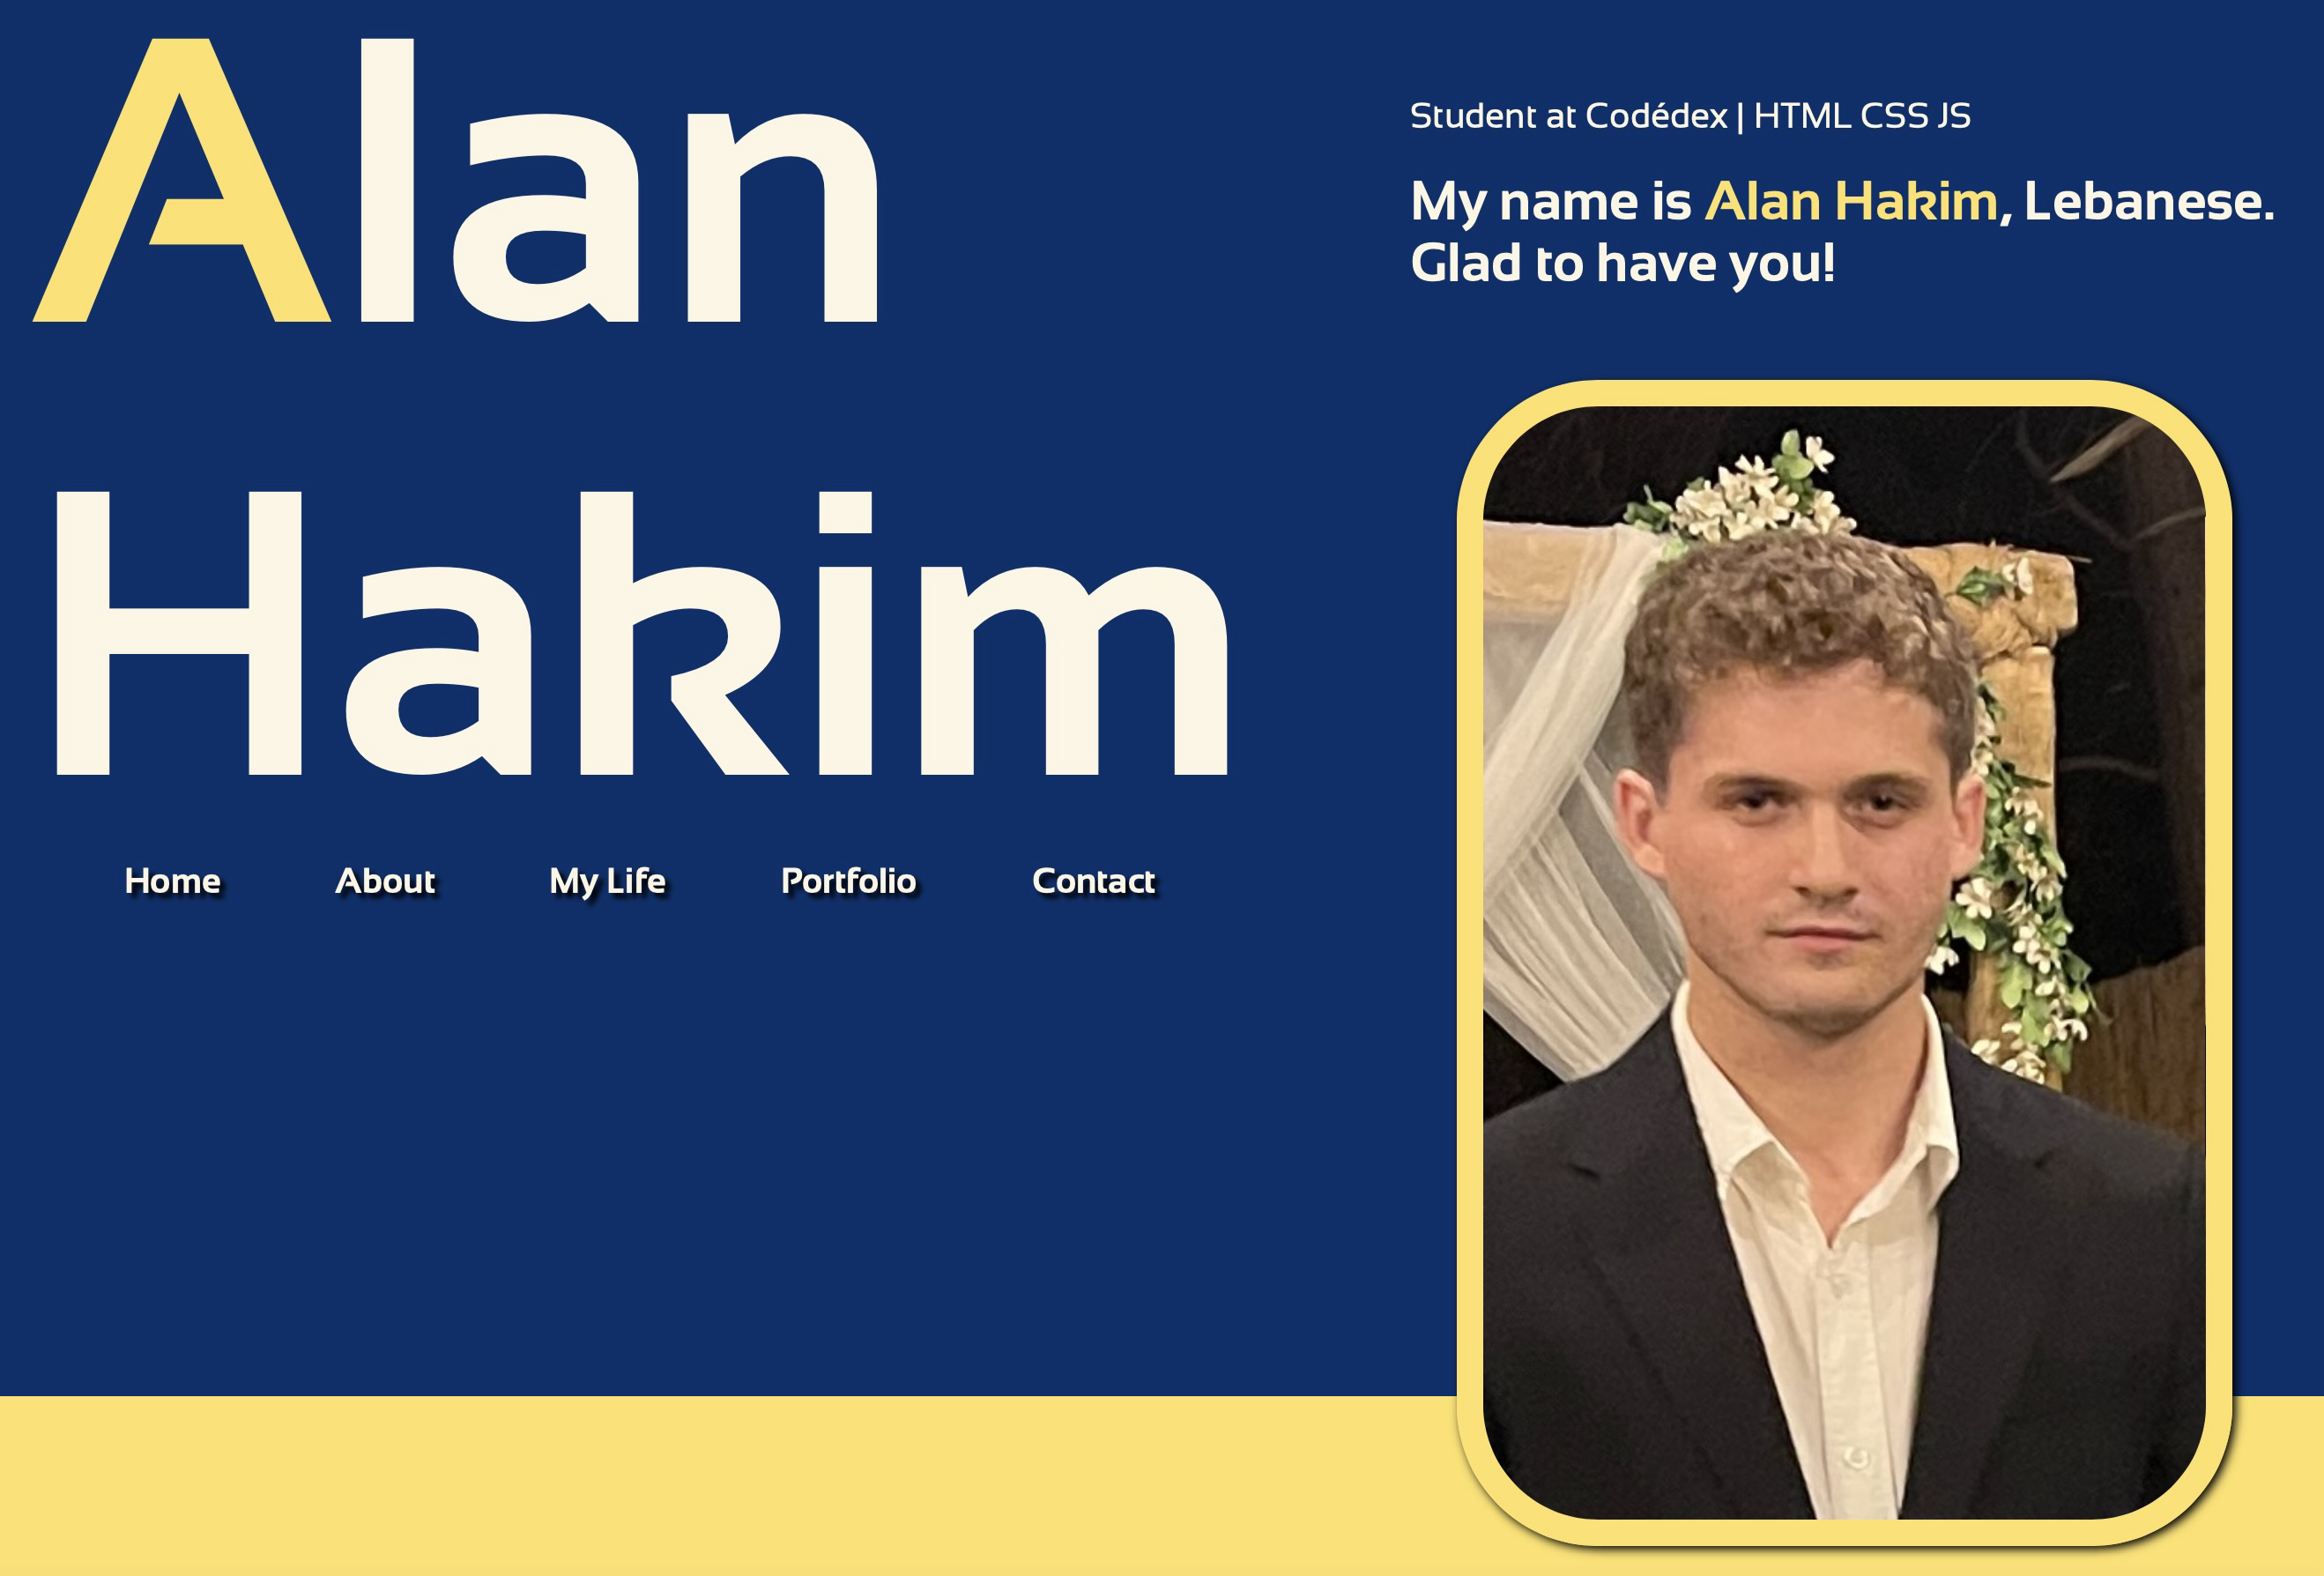 Alan
Hakim
Home About My Life Portfolio Contact
Student at Codédex | HTML CSS JS
My name is Alan Hakim, Lebanese.
Glad to have you!